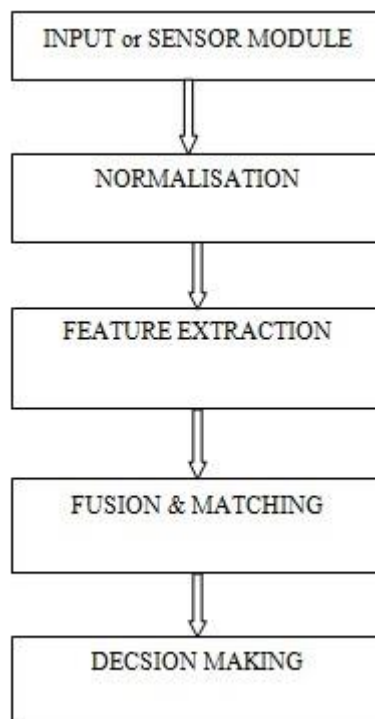 INPUT or SENSOR MODULE
NORMALISATION
FEATURE EXTRACTION
FUSION & MATCHING
DECSION MAKING